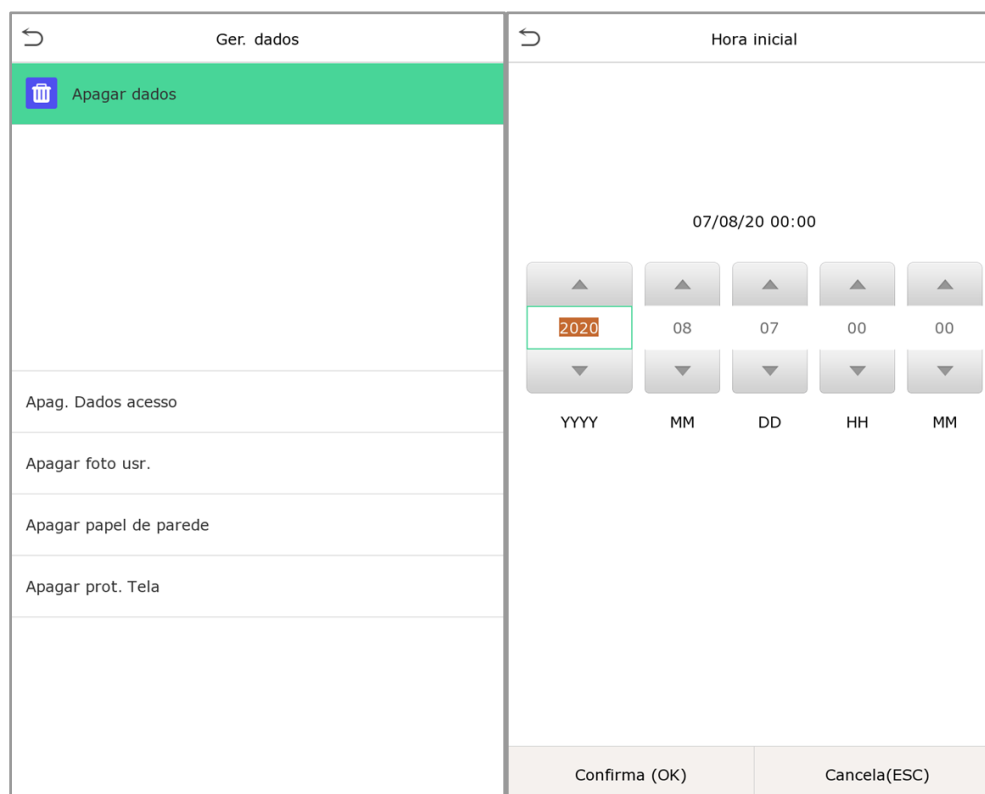 Ger. dados
Apagar dados
Apag. Dados acesso
Apagar foto usr.
Apagar papel de parede
Apagar prot. Tela
Hora inicial
07/08/20 00:00
2020 08 07 00 00
YYYY MM DD HH MM
Confirma (OK) Cancela(ESC)